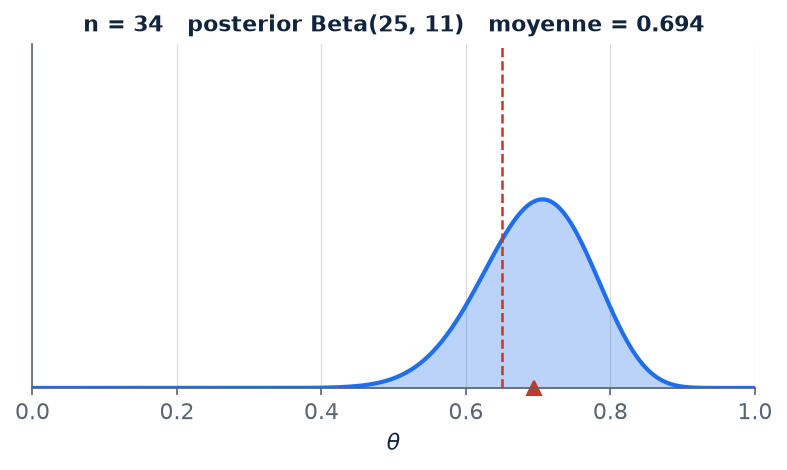 n = 34 posterior Beta(25, 11) moyenne = 0.694
0.0 0.2 0.4 0.6 0.8 1.0
θ